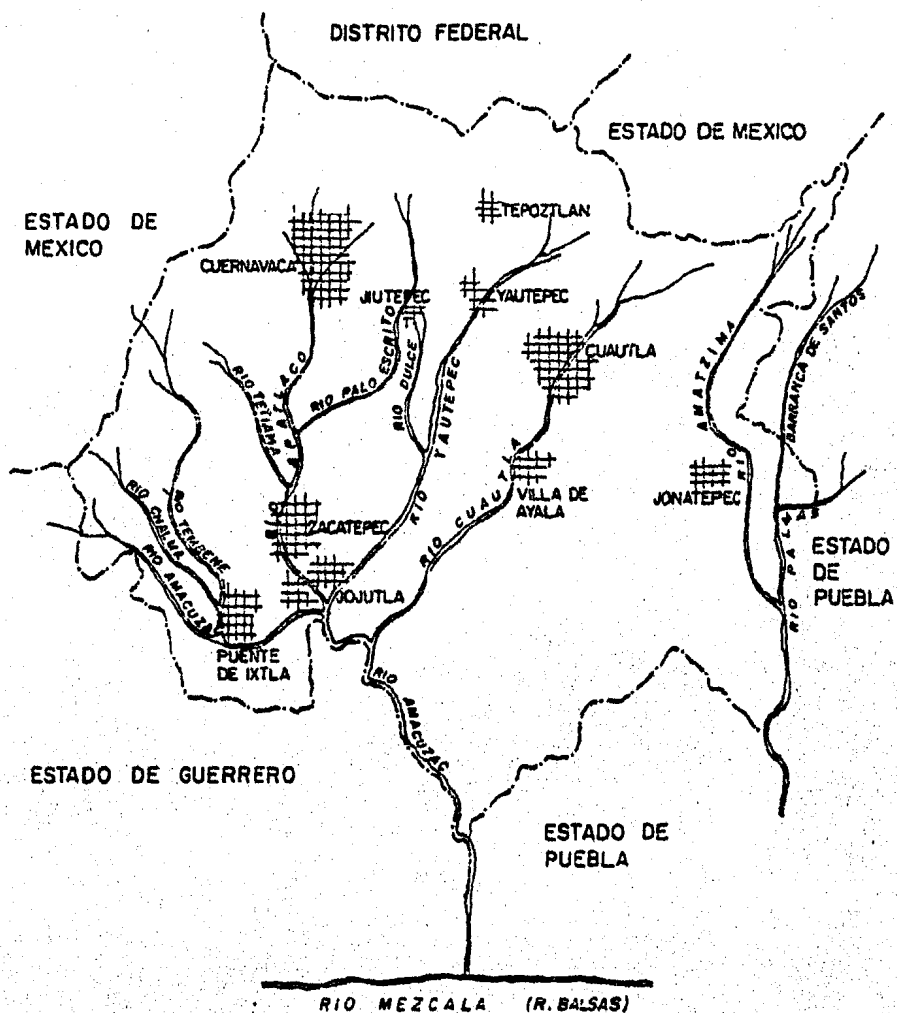 DISTRITO FEDERAL
ESTADO DE MEXICO
ESTADO DE
MEXICO
TEPOZTLAN
CUERNAVACA
JIUTEPEC
YAUTEPEC
CUAUTLA
RIO PALO ESCRITO
RIO DULCE
RIO YAUTEPEC
RIO TETLAMA
APATLACO
RIO AMATZIMA
BARRANCA DE SANTOS
RIO CUAUTLA
VILLA DE
AYALA
JONATEPEC
ZACATEPEC
RIO TEMBEME
RIO CHALMA
RIO AMACUZAC
JOJUTLA
PUENTE
DE IXTLA
RIO PALMAS
ESTADO
DE
PUEBLA
RIO AMACUZAC
ESTADO DE GUERRERO
ESTADO DE
PUEBLA
RIO MEZCALA (R. BALSAS)